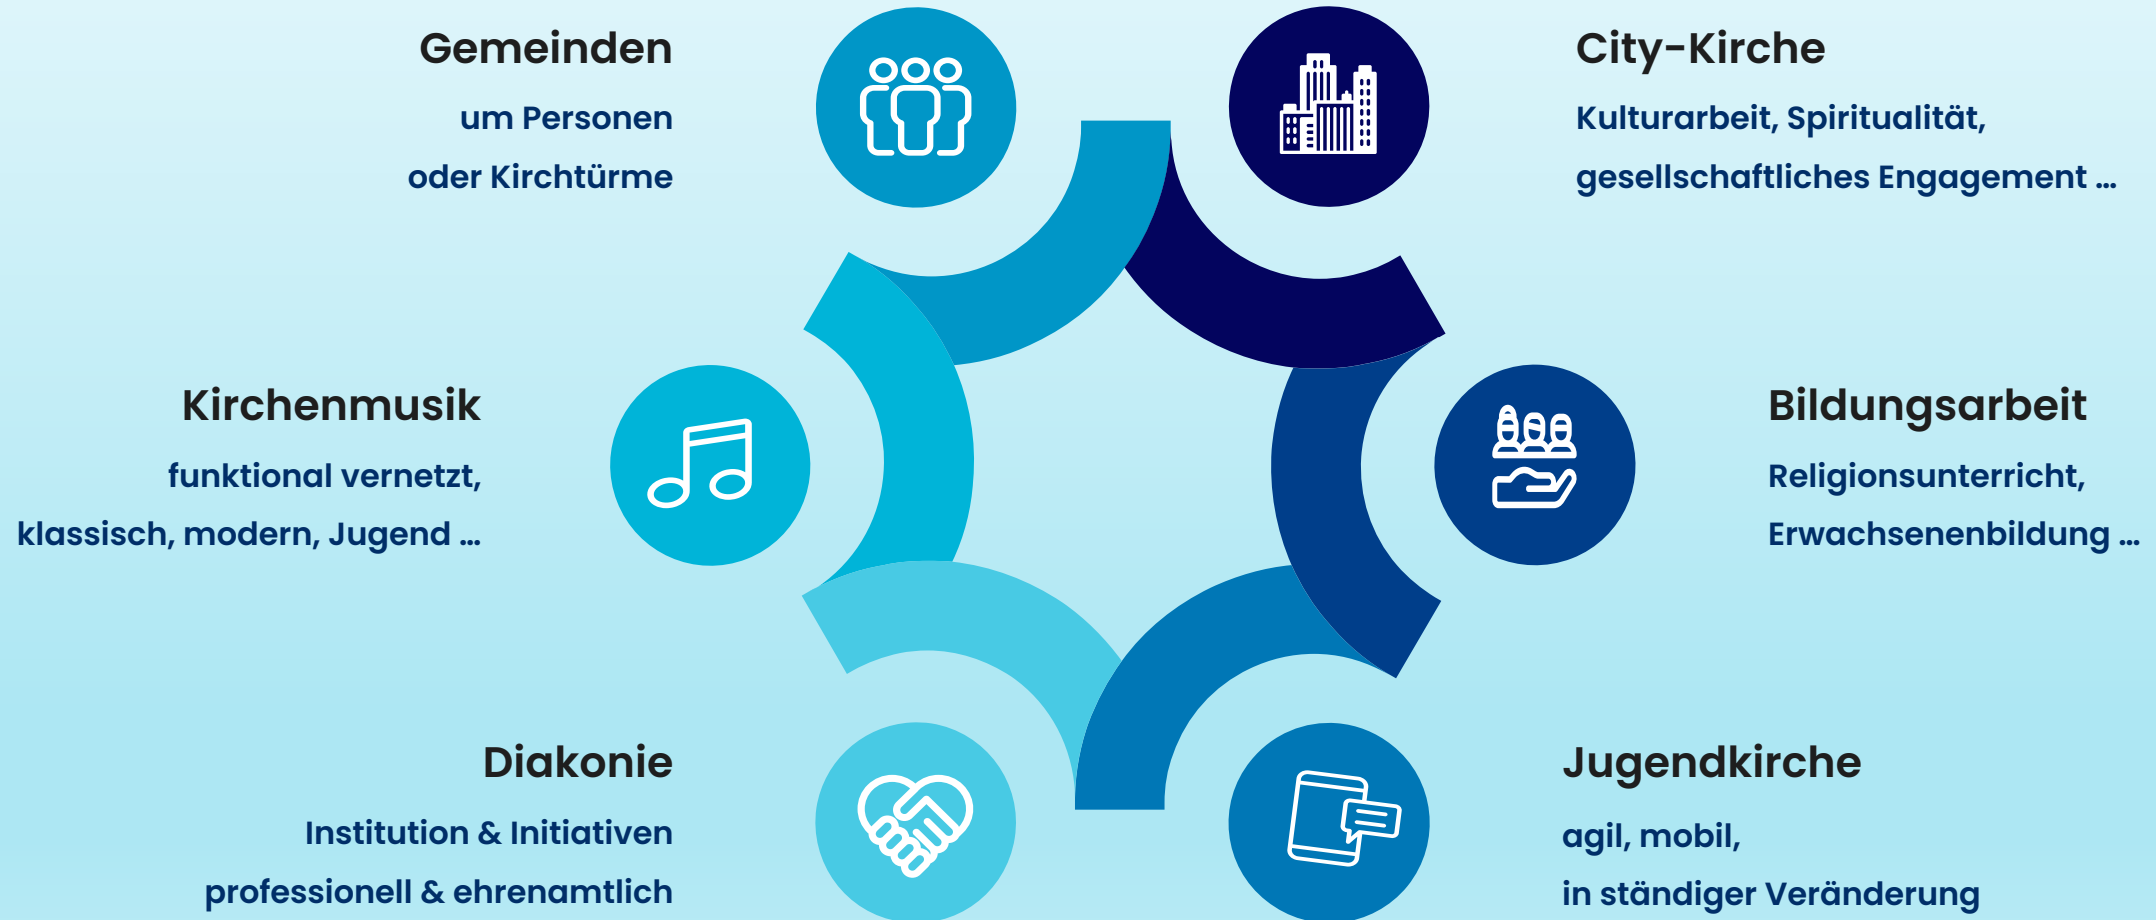 Gemeinden
um Personen
oder Kirchtürme
City-Kirche
Kulturarbeit, Spiritualität,
gesellschaftliches Engagement ...
Kirchenmusik
funktional vernetzt,
klassisch, modern, Jugend ...
Bildungsarbeit
Religionsunterricht,
Erwachsenenbildung ...
Diakonie
Institution & Initiativen
professionell & ehrenamtlich
Jugendkirche
agil, mobil,
in ständiger Veränderung